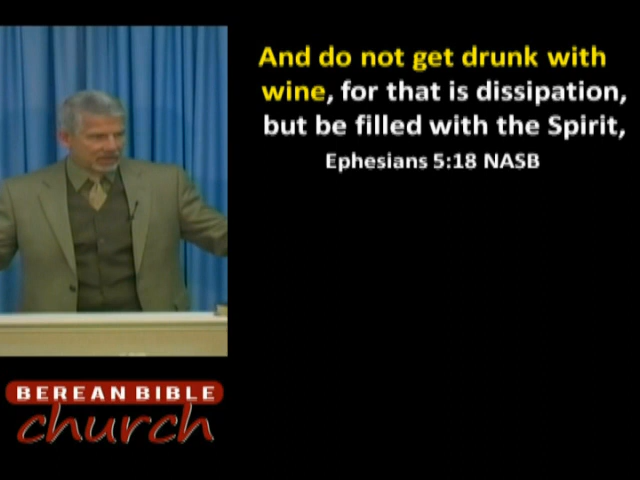 And do not get drunk with
wine, for that is dissipation,
but be filled with the Spirit,
Ephesians 5:18 NASB
BEREAN BIBLE
church